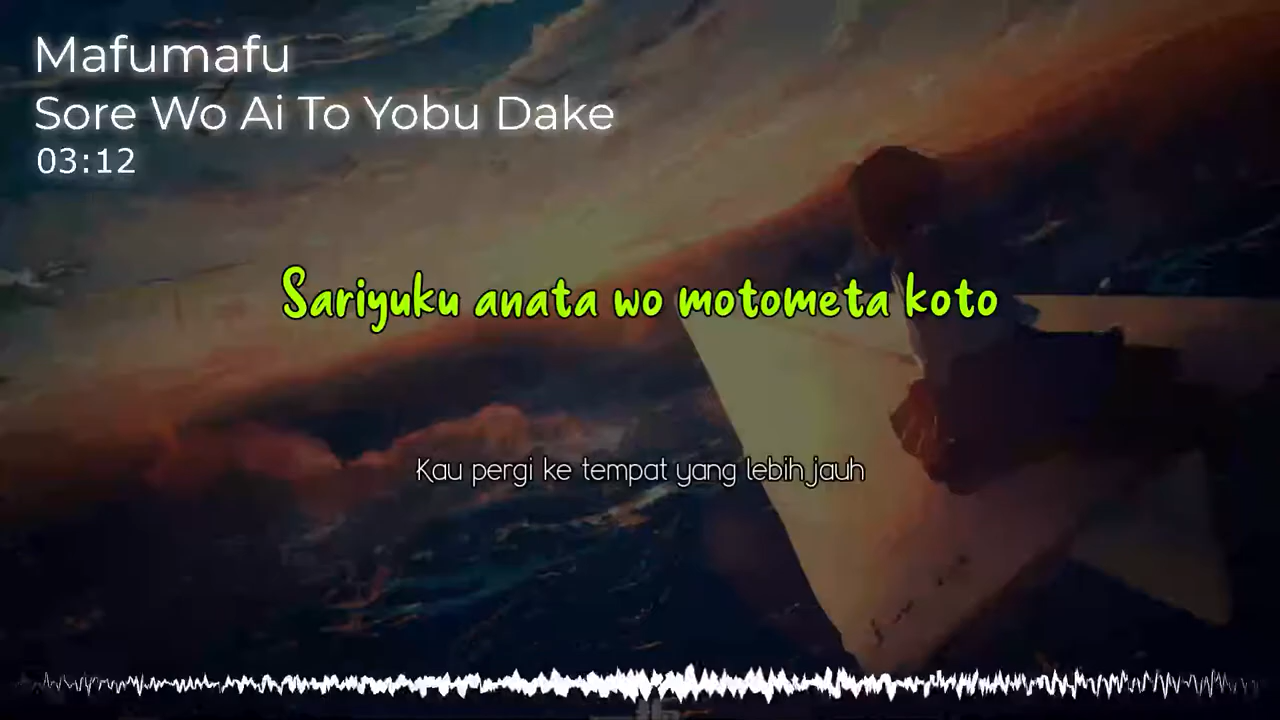 Mafumafu
Sore Wo Ai To Yobu Dake
03:12
Sariyuku anata wo motometa koto
Kau pergi ke tempat yang lebih jauh